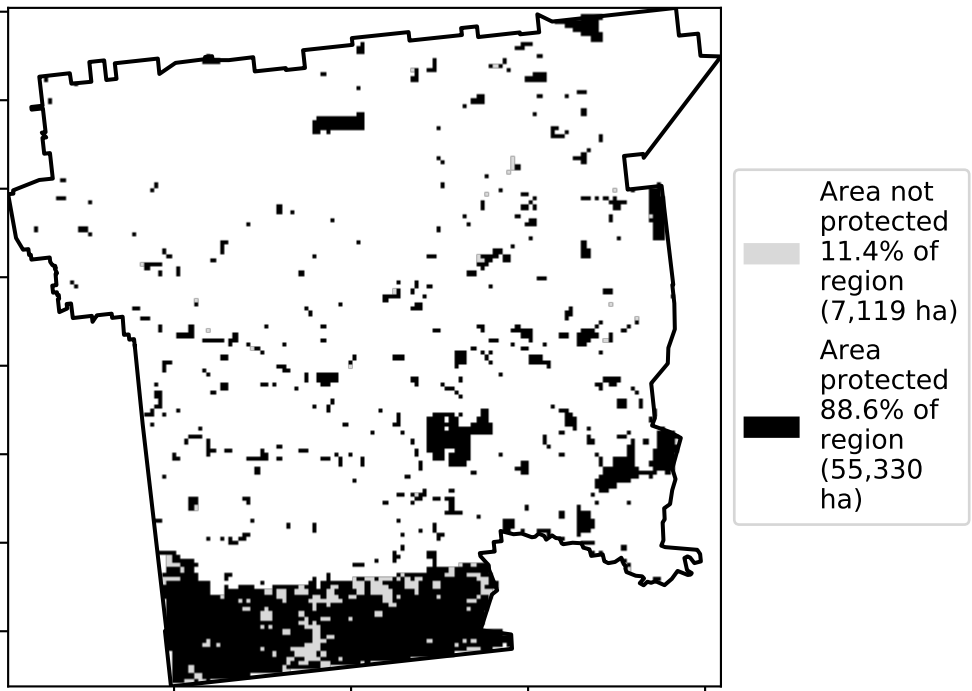 Area not
protected
11.4% of
region
(7,119 ha)
Area
protected
88.6% of
region
(55,330
ha)